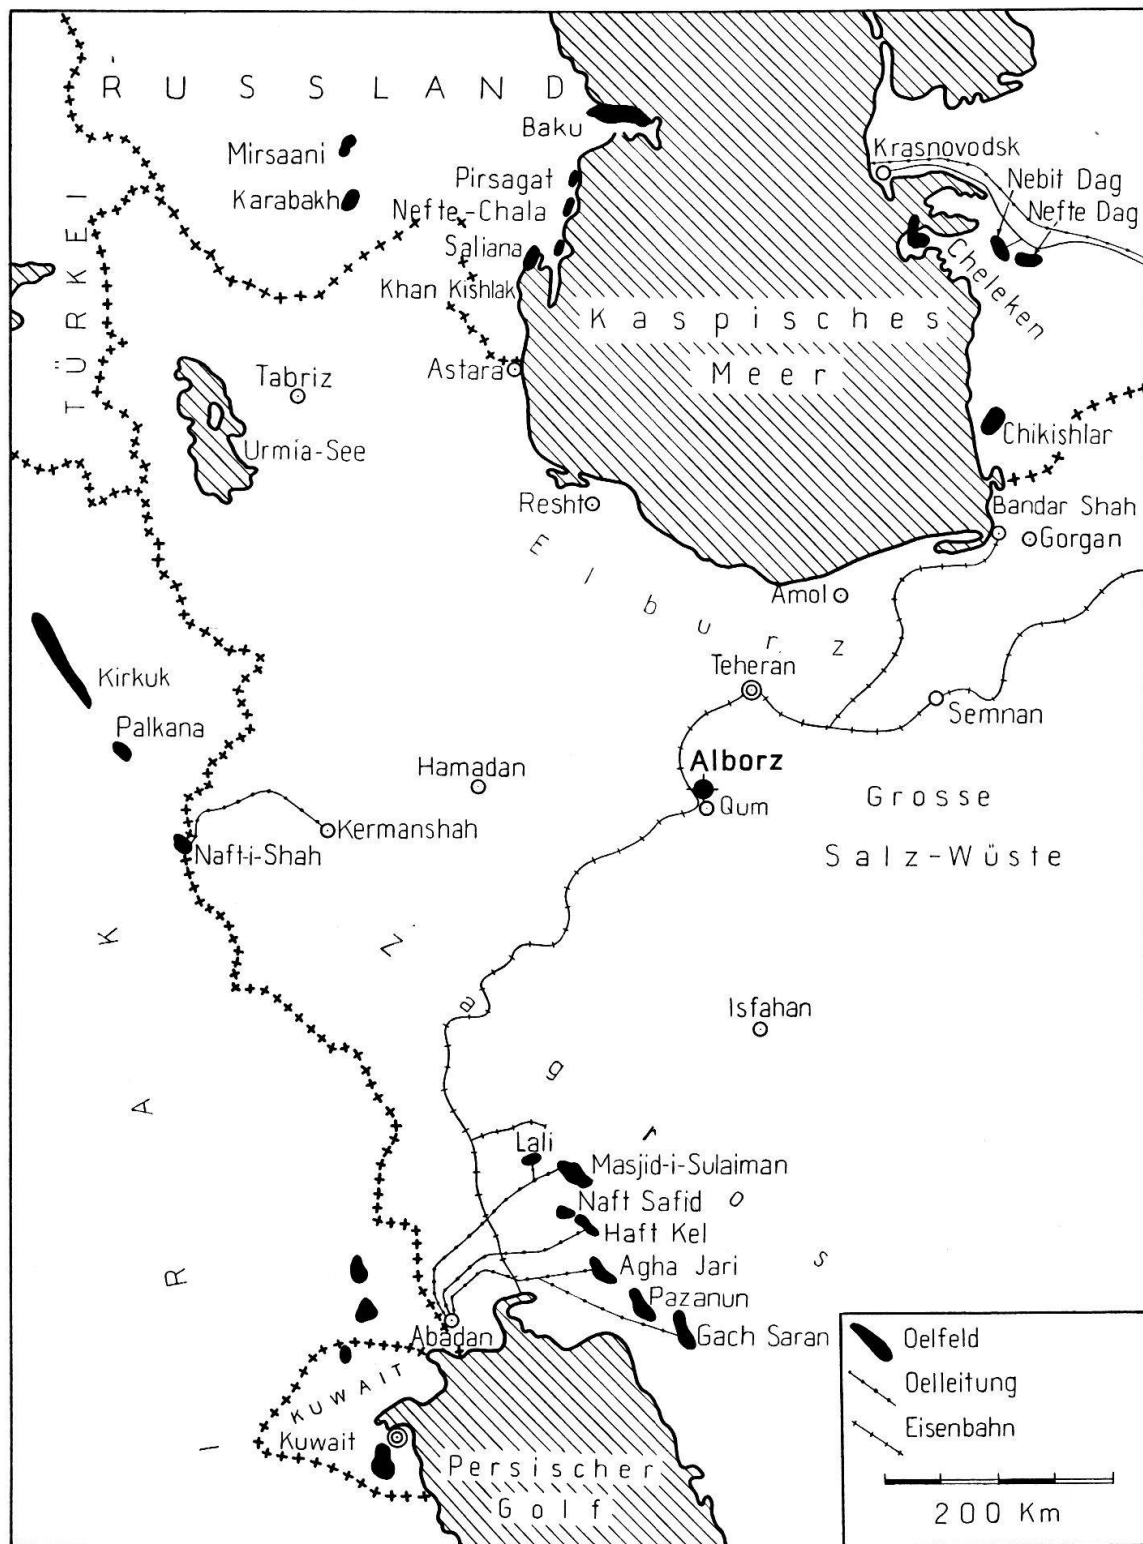 RUSSLAND
Baku
Mirsaani
Karabakh
Pirsagat
Nefte-Chala
Saliana
Khan Kishlak
Astara
Krasnovodsk
Nebit Dag
Nefte Dag
Cheleken
Kaspisches
Meer
TÜRKEI
Tabriz
Urmia-See
Chikishlar
Resht
Bandar Shah
Gorgan
Amol
Elburz
Teheran
Semnan
Kirkuk
Palkana
Hamadan
Alborz
Qum
Grosse
Salz-Wüste
Kermanshah
Naft-i-Shah
IRAK
Zagros
Isfahan
Lali
Masjid-i-Sulaiman
Naft Safid
Haft Kel
Agha Jari
Pazanun
Gach Saran
Abadan
KUWAIT
Kuwait
Persischer
Golf
Oelfeld
Oelleitung
Eisenbahn
200 Km